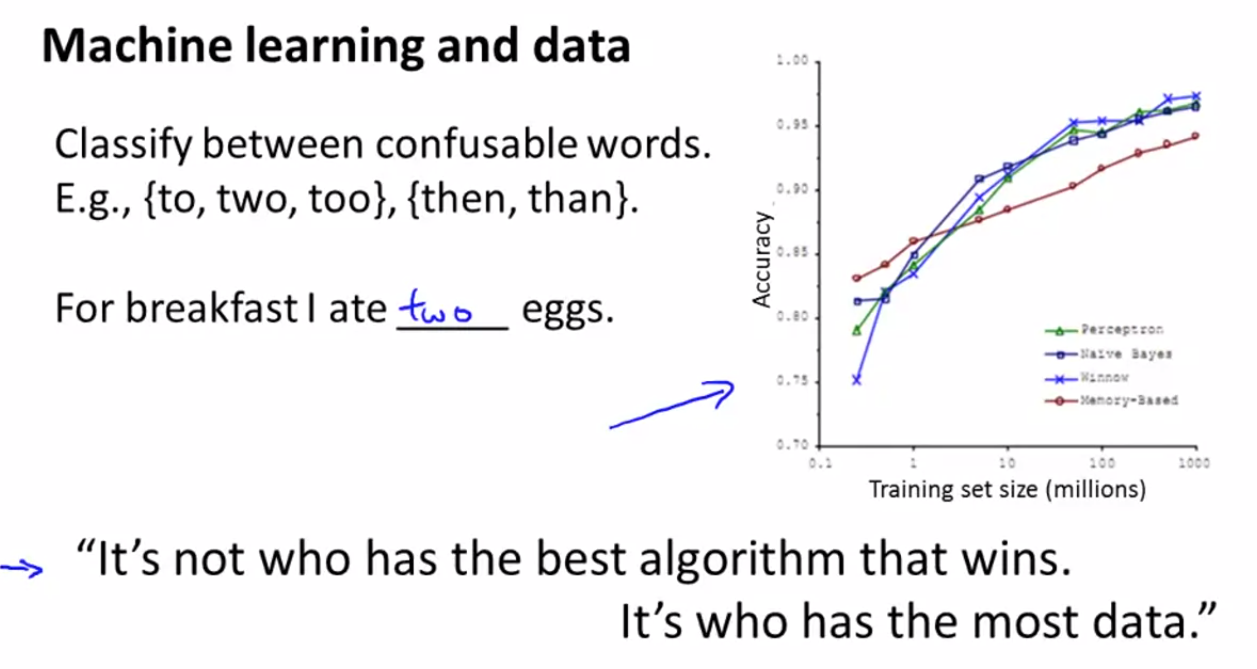 Machine learning and data
Classify between confusable words.
E.g., {to, two, too}, {then, than}.
For breakfast I ate two eggs.
1.00
0.95
0.90
0.85
0.80
0.75
0.70
Accuracy
0.1 1 10 100 1000
Training set size (millions)
Perceptron
Naive Bayes
Winnow
Memory-Based
“It’s not who has the best algorithm that wins.
It’s who has the most data.”